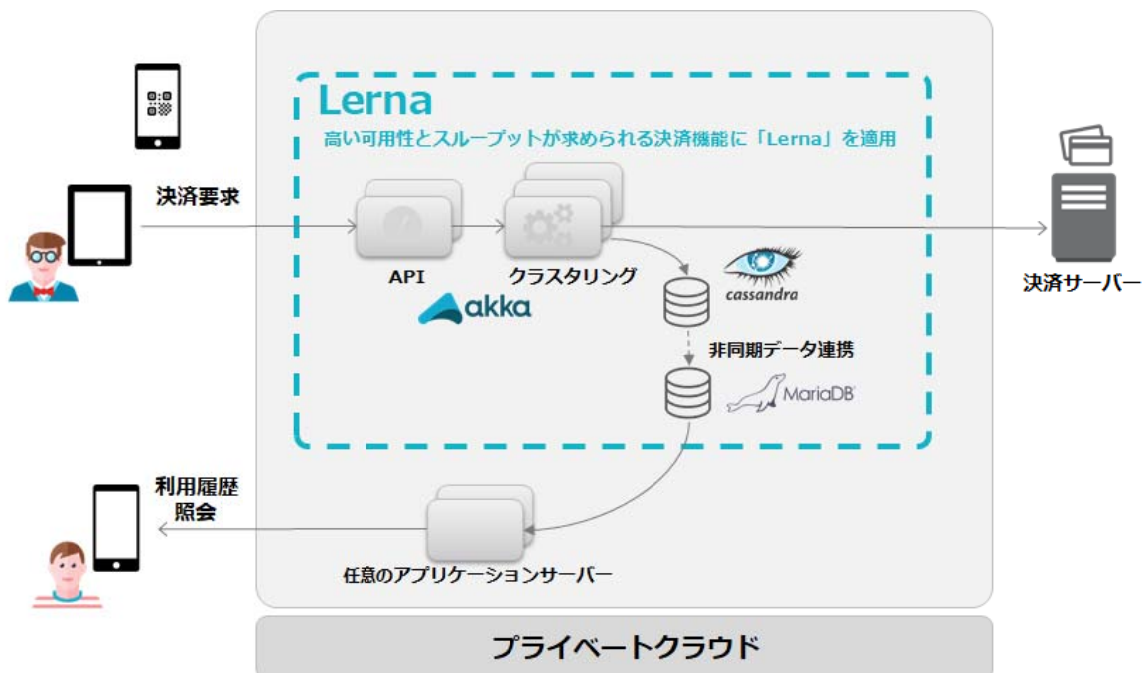 Lerna
高い可用性とスループットが求められる決済機能に「Lerna」を適用
決済要求
API
クラスタリング
akka
cassandra
決済サーバー
非同期データ連携
MariaDB
利用履歴
照会
任意のアプリケーションサーバー
プライベートクラウド